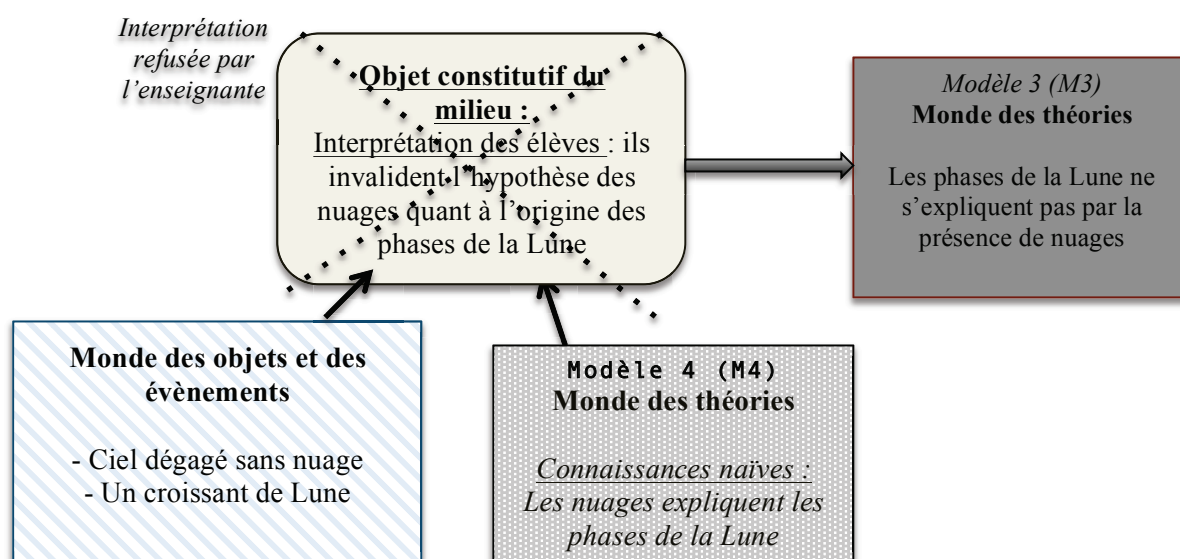 Interprétation
refusée par
l’enseignante
Objet constitutif du
milieu :
Interprétation des élèves : ils
invalident l’hypothèse des
nuages quant à l’origine des
phases de la Lune
Modèle 3 (M3)
Monde des théories
Les phases de la Lune ne
s’expliquent pas par la
présence de nuages
Monde des objets et des
évènements
- Ciel dégagé sans nuage
- Un croissant de Lune
Modèle 4 (M4)
Monde des théories
Connaissances naïves :
Les nuages expliquent les
phases de la Lune